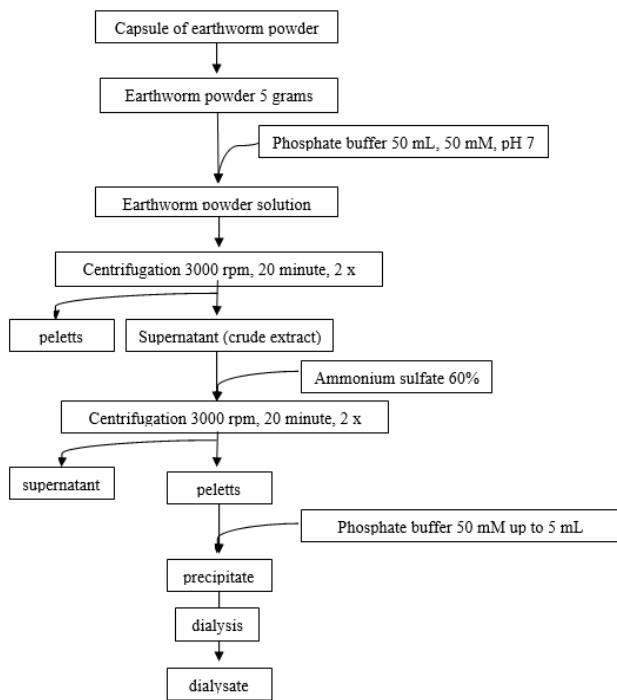 Capsule of earthworm powder
Earthworm powder 5 grams
Phosphate buffer 50 mL, 50 mM, pH 7
Earthworm powder solution
Centrifugation 3000 rpm, 20 minute, 2 x
peletts
Supernatant (crude extract)
Ammonium sulfate 60%
Centrifugation 3000 rpm, 20 minute, 2 x
supernatant
peletts
Phosphate buffer 50 mM up to 5 mL
precipitate
dialysis
dialysate